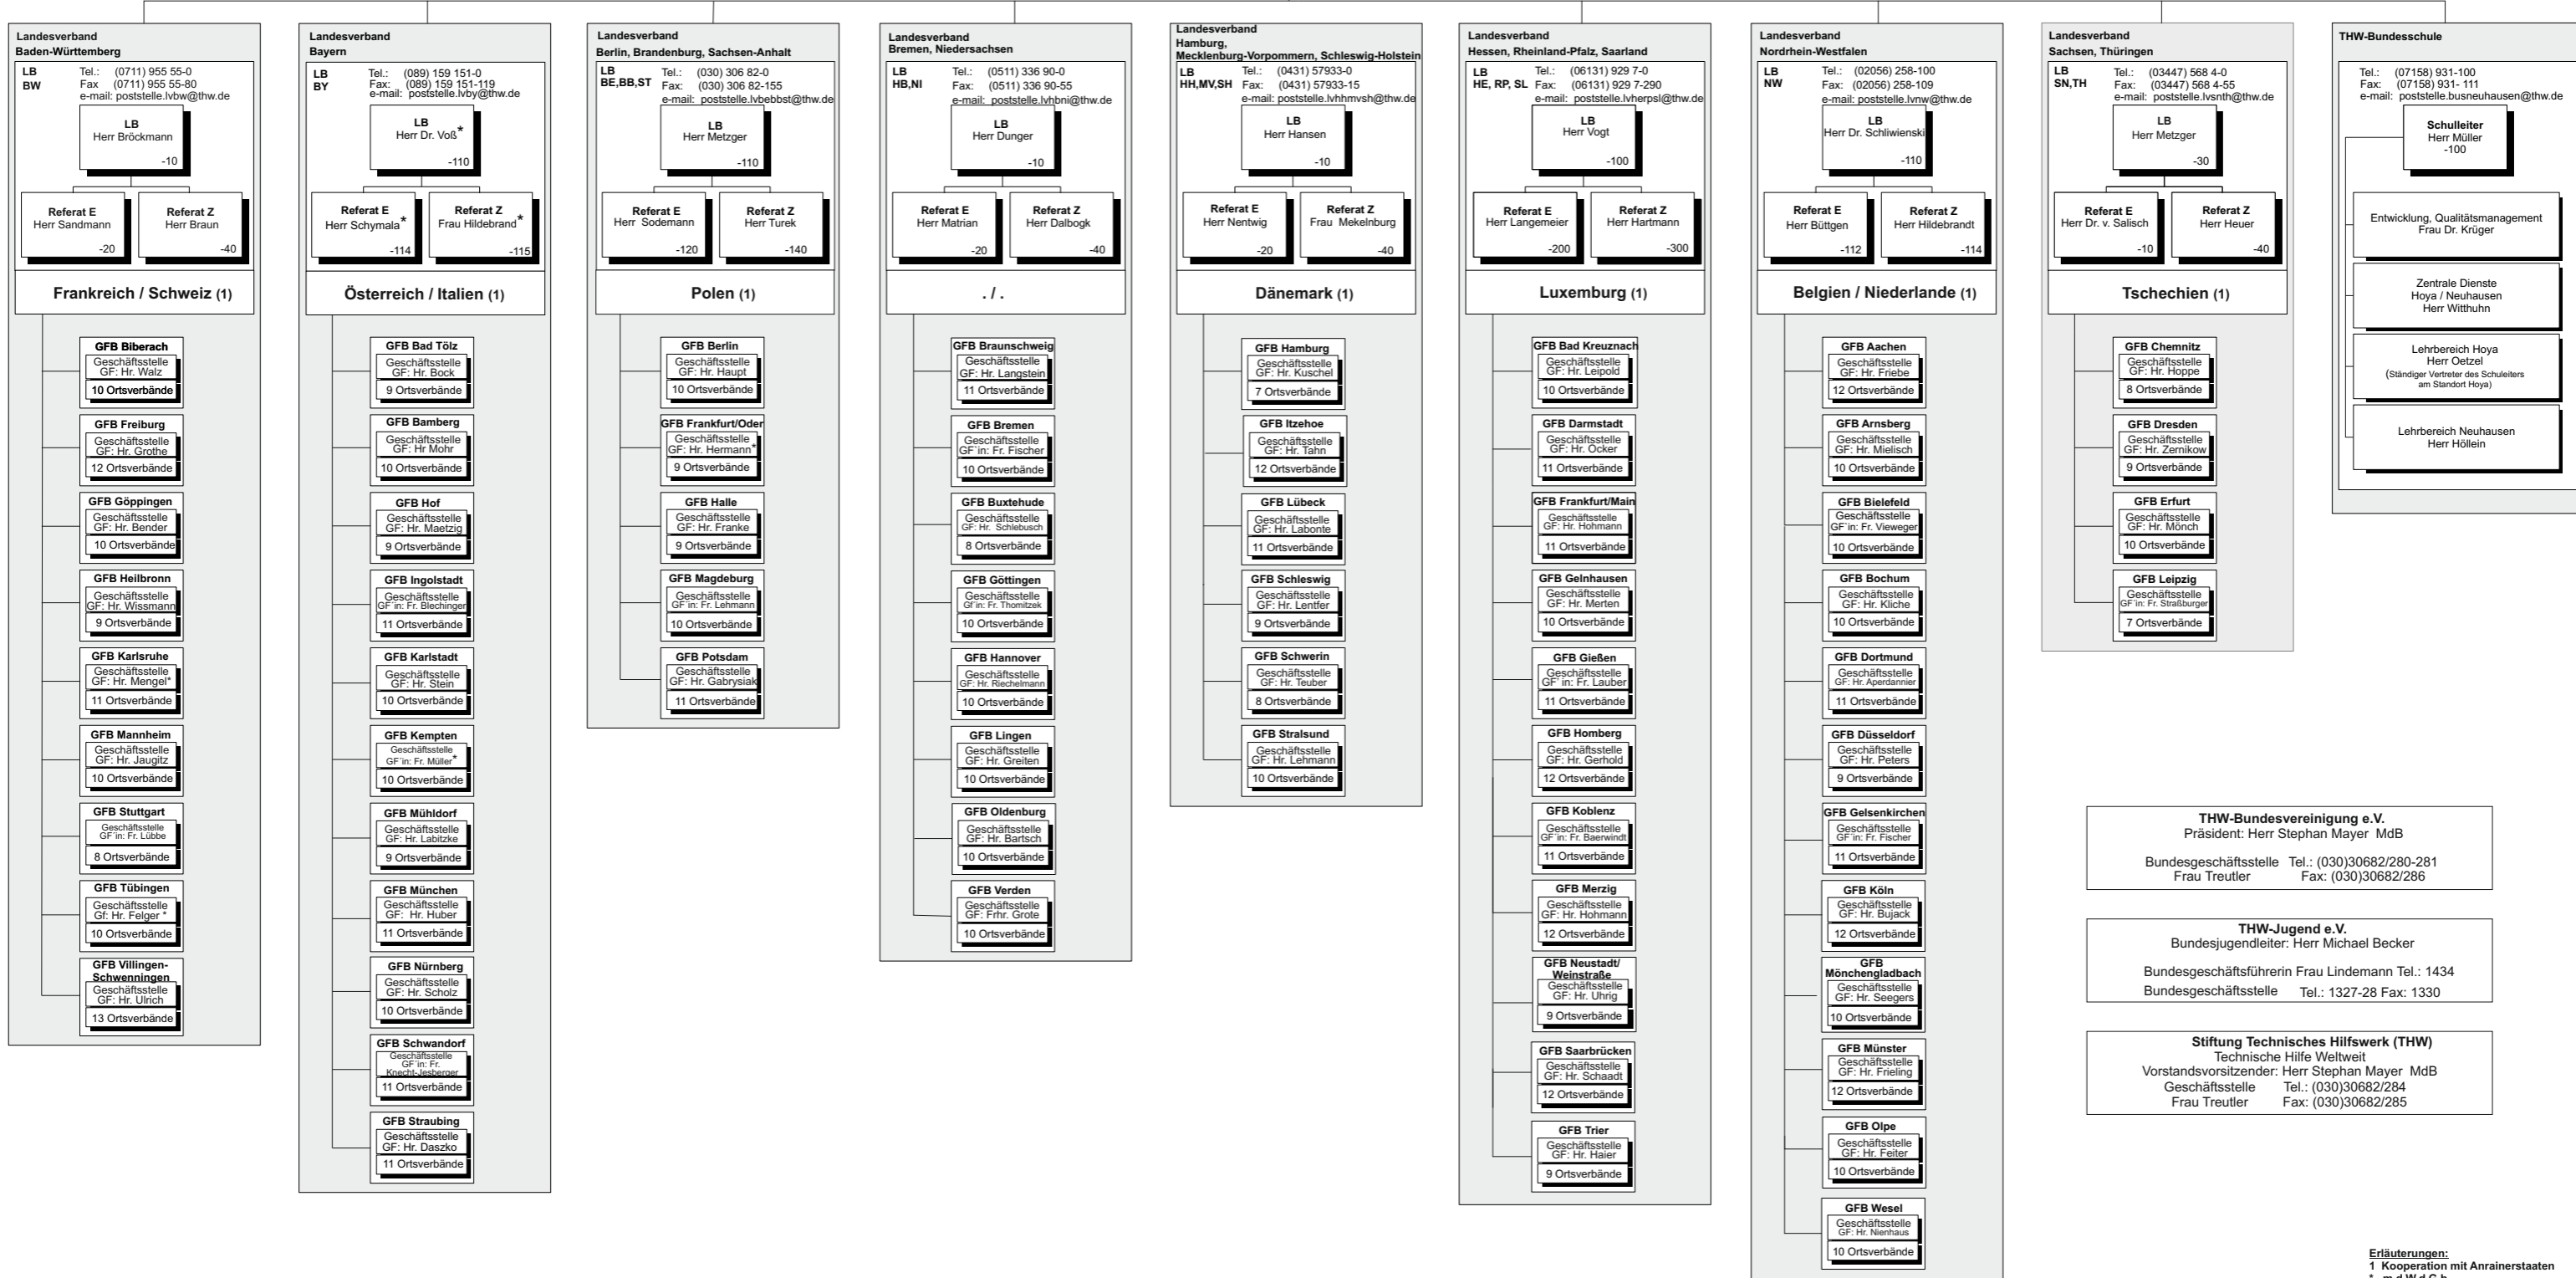 Landesverband
Baden-Württemberg
LB
BW
Tel.: (0711) 955 55-0
Fax (0711) 955 55-80
e-mail: poststelle.lvbw@thw.de
LB
Herr Bröckmann
-10
Referat E
Herr Sandmann
-20
Referat Z
Herr Braun
-40
Frankreich / Schweiz (1)
GFB Biberach
Geschäftsstelle
GF: Hr. Walz
10 Ortsverbände
GFB Freiburg
Geschäftsstelle
GF: Hr. Grothe
12 Ortsverbände
GFB Göppingen
Geschäftsstelle
GF: Hr. Bender
10 Ortsverbände
GFB Heilbronn
Geschäftsstelle
GF: Hr. Wissmann
9 Ortsverbände
GFB Karlsruhe
Geschäftsstelle
GF: Hr. Mengel*
11 Ortsverbände
GFB Mannheim
Geschäftsstelle
GF: Hr. Jaugitz
10 Ortsverbände
GFB Stuttgart
Geschäftsstelle
GF´in: Fr. Lübbe
8 Ortsverbände
GFB Tübingen
Geschäftsstelle
Gf: Hr. Felger *
10 Ortsverbände
GFB Villingen-
Schwenningen
Geschäftsstelle
GF: Hr. Ulrich
13 Ortsverbände
Landesverband
Bayern
LB
BY
Tel.: (089) 159 151-0
Fax: (089) 159 151-119
e-mail: poststelle.lvby@thw.de
LB
Herr Dr. Voß*
-110
Referat E
Herr Schymala*
-114
Referat Z
Frau Hildebrand*
-115
Österreich / Italien (1)
GFB Bad Tölz
Geschäftsstelle
GF: Hr. Bock
9 Ortsverbände
GFB Bamberg
Geschäftsstelle
GF: Hr Mohr
10 Ortsverbände
GFB Hof
Geschäftsstelle
GF: Hr. Maetzig
9 Ortsverbände
GFB Ingolstadt
Geschäftsstelle
GF´in: Fr. Blechinger
11 Ortsverbände
GFB Karlstadt
Geschäftsstelle
GF: Hr. Stein
10 Ortsverbände
GFB Kempten
Geschäftsstelle
GF´in: Fr. Müller*
10 Ortsverbände
GFB Mühldorf
Geschäftsstelle
GF: Hr. Labitzke
9 Ortsverbände
GFB München
Geschäftsstelle
GF: Hr. Huber
11 Ortsverbände
GFB Nürnberg
Geschäftsstelle
GF: Hr. Scholz
10 Ortsverbände
GFB Schwandorf
Geschäftsstelle
GF´in: Fr.
Knecht-Jesberger
11 Ortsverbände
GFB Straubing
Geschäftsstelle
GF: Hr. Daszko
11 Ortsverbände
Landesverband
Berlin, Brandenburg, Sachsen-Anhalt
LB
BE,BB,ST
Tel.: (030) 306 82-0
Fax: (030) 306 82-155
e-mail: poststelle.lvbebbst@thw.de
LB
Herr Metzger
-110
Referat E
Herr Sodemann
-120
Referat Z
Herr Turek
-140
Polen (1)
GFB Berlin
Geschäftsstelle
GF: Hr. Haupt
10 Ortsverbände
GFB Frankfurt/Oder
Geschäftsstelle
GF: Hr. Hermann*
9 Ortsverbände
GFB Halle
Geschäftsstelle
GF: Hr. Franke
9 Ortsverbände
GFB Magdeburg
Geschäftsstelle
GF´in: Fr. Lehmann
10 Ortsverbände
GFB Potsdam
Geschäftsstelle
GF: Hr. Gabrysiak
11 Ortsverbände
Landesverband
Bremen, Niedersachsen
LB
HB,NI
Tel.: (0511) 336 90-0
Fax: (0511) 336 90-55
e-mail: poststelle.lvhbni@thw.de
LB
Herr Dunger
-10
Referat E
Herr Matrian
-20
Referat Z
Herr Dalbogk
-40
. / .
GFB Braunschweig
Geschäftsstelle
GF: Hr. Langstein
11 Ortsverbände
GFB Bremen
Geschäftsstelle
GF´in: Fr. Fischer
10 Ortsverbände
GFB Buxtehude
Geschäftsstelle
GF: Hr. Schlebusch
8 Ortsverbände
GFB Göttingen
Geschäftsstelle
Gf´in: Fr. Thomitzek
10 Ortsverbände
GFB Hannover
Geschäftsstelle
GF: Hr. Riechelmann
10 Ortsverbände
GFB Lingen
Geschäftsstelle
GF: Hr. Greiten
10 Ortsverbände
GFB Oldenburg
Geschäftsstelle
GF: Hr. Bartsch
10 Ortsverbände
GFB Verden
Geschäftsstelle
GF: Frhr. Grote
10 Ortsverbände
Landesverband
Hamburg,
Mecklenburg-Vorpommern, Schleswig-Holstein
LB
HH,MV,SH
Tel.: (0431) 57933-0
Fax: (0431) 57933-15
e-mail: poststelle.lvhhmvsh@thw.de
LB
Herr Hansen
-10
Referat E
Herr Nentwig
-20
Referat Z
Frau Mekelnburg
-40
Dänemark (1)
GFB Hamburg
Geschäftsstelle
GF: Hr. Kuschel
7 Ortsverbände
GFB Itzehoe
Geschäftsstelle
GF: Hr. Tahn
12 Ortsverbände
GFB Lübeck
Geschäftsstelle
GF: Hr. Labonte
11 Ortsverbände
GFB Schleswig
Geschäftsstelle
GF: Hr. Lentfer
9 Ortsverbände
GFB Schwerin
Geschäftsstelle
GF: Hr. Teuber
8 Ortsverbände
GFB Stralsund
Geschäftsstelle
GF: Hr. Lehmann
10 Ortsverbände
Landesverband
Hessen, Rheinland-Pfalz, Saarland
LB
HE, RP, SL
Tel.: (06131) 929 7-0
Fax: (06131) 929 7-290
e-mail: poststelle.lvherpsl@thw.de
LB
Herr Vogt
-100
Referat E
Herr Langemeier
-200
Referat Z
Herr Hartmann
-300
Luxemburg (1)
GFB Bad Kreuznach
Geschäftsstelle
GF: Hr. Leipold
10 Ortsverbände
GFB Darmstadt
Geschäftsstelle
GF: Hr. Ocker
11 Ortsverbände
GFB Frankfurt/Main
Geschäftsstelle
GF: Hr. Hohmann
11 Ortsverbände
GFB Gelnhausen
Geschäftsstelle
GF: Hr. Merten
10 Ortsverbände
GFB Gießen
Geschäftsstelle
GF´ in: Fr. Lauber
11 Ortsverbände
GFB Homberg
Geschäftsstelle
GF: Hr. Gerhold
12 Ortsverbände
GFB Koblenz
Geschäftsstelle
GF´in: Fr. Baerwindt
11 Ortsverbände
GFB Merzig
Geschäftsstelle
GF: Hr. Hohmann
12 Ortsverbände
GFB Neustadt/
Weinstraße
Geschäftsstelle
GF: Hr. Uhrig
9 Ortsverbände
GFB Saarbrücken
Geschäftsstelle
GF: Hr. Schaadt
12 Ortsverbände
GFB Trier
Geschäftsstelle
GF: Hr. Haier
9 Ortsverbände
Landesverband
Nordrhein-Westfalen
LB
NW
Tel.: (02056) 258-100
Fax: (02056) 258-109
e-mail: poststelle.lvnw@thw.de
LB
Herr Dr. Schliwienski
-110
Referat E
Herr Büttgen
-112
Referat Z
Herr Hildebrandt
-114
Belgien / Niederlande (1)
GFB Aachen
Geschäftsstelle
GF: Hr. Friebe
12 Ortsverbände
GFB Arnsberg
Geschäftsstelle
GF: Hr. Mielisch
10 Ortsverbände
GFB Bielefeld
Geschäftsstelle
GF´in: Fr. Vieweger
10 Ortsverbände
GFB Bochum
Geschäftsstelle
GF: Hr. Kliche
10 Ortsverbände
GFB Dortmund
Geschäftsstelle
GF: Hr. Aperdannier
11 Ortsverbände
GFB Düsseldorf
Geschäftsstelle
GF: Hr. Peters
9 Ortsverbände
GFB Gelsenkirchen
Geschäftsstelle
GF´in: Fr. Fischer
11 Ortsverbände
GFB Köln
Geschäftsstelle
GF: Hr. Bujack
12 Ortsverbände
GFB
Mönchengladbach
Geschäftsstelle
GF: Hr. Seegers
10 Ortsverbände
GFB Münster
Geschäftsstelle
GF: Hr. Frieling
12 Ortsverbände
GFB Olpe
Geschäftsstelle
GF: Hr. Feiter
10 Ortsverbände
GFB Wesel
Geschäftsstelle
GF: Hr. Nienhaus
10 Ortsverbände
Landesverband
Sachsen, Thüringen
LB
SN,TH
Tel.: (03447) 568 4-0
Fax: (03447) 568 4-55
e-mail: poststelle.lvsnth@thw.de
LB
Herr Metzger
-30
Referat E
Herr Dr. v. Salisch
-10
Referat Z
Herr Heuer
-40
Tschechien (1)
GFB Chemnitz
Geschäftsstelle
GF: Hr. Hoppe
8 Ortsverbände
GFB Dresden
Geschäftsstelle
GF: Hr. Zernikow
9 Ortsverbände
GFB Erfurt
Geschäftsstelle
GF: Hr. Mönch
10 Ortsverbände
GFB Leipzig
Geschäftsstelle
GF´in: Fr. Straßburger
7 Ortsverbände
THW-Bundesschule
Tel.: (07158) 931-100
Fax: (07158) 931- 111
e-mail: poststelle.busneuhausen@thw.de
Schulleiter
Herr Müller
-100
Entwicklung, Qualitätsmanagement
Frau Dr. Krüger
Zentrale Dienste
Hoya / Neuhausen
Herr Witthuhn
Lehrbereich Hoya
Herr Oetzel
(Ständiger Vertreter des Schuleiters
am Standort Hoya)
Lehrbereich Neuhausen
Herr Höllein
THW-Bundesvereinigung e.V.
Präsident: Herr Stephan Mayer MdB
Bundesgeschäftsstelle Tel.: (030)30682/280-281
Frau Treutler Fax: (030)30682/286
THW-Jugend e.V.
Bundesjugendleiter: Herr Michael Becker
Bundesgeschäftsführerin Frau Lindemann Tel.: 1434
Bundesgeschäftsstelle Tel.: 1327-28 Fax: 1330
Stiftung Technisches Hilfswerk (THW)
Technische Hilfe Weltweit
Vorstandsvorsitzender: Herr Stephan Mayer MdB
Geschäftsstelle Tel.: (030)30682/284
Frau Treutler Fax: (030)30682/285
Erläuterungen:
1 Kooperation mit Anrainerstaaten
* m.d.W.d.G.b.